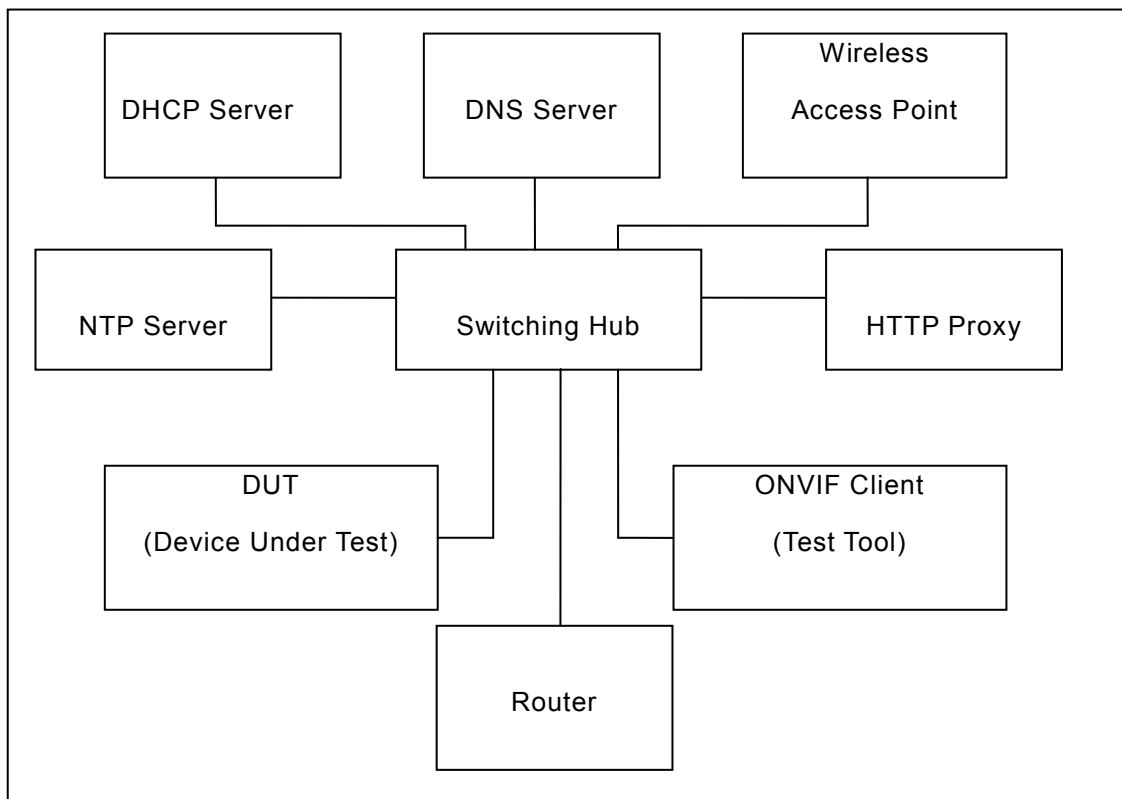 DHCP Server
DNS Server
Wireless
Access Point
NTP Server
Switching Hub
HTTP Proxy
DUT
(Device Under Test)
ONVIF Client
(Test Tool)
Router